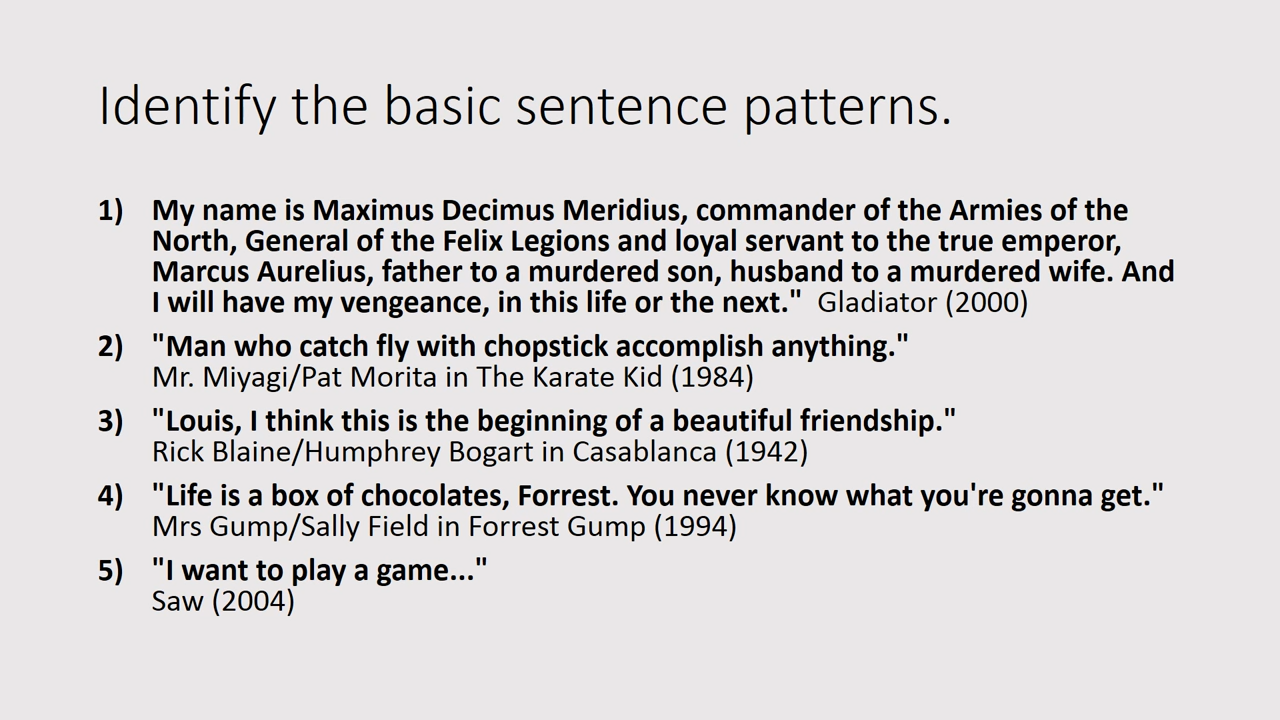 Identify the basic sentence patterns.
1) My name is Maximus Decimus Meridius, commander of the Armies of the
North, General of the Felix Legions and loyal servant to the true emperor,
Marcus Aurelius, father to a murdered son, husband to a murdered wife. And
I will have my vengeance, in this life or the next." Gladiator (2000)
2) "Man who catch fly with chopstick accomplish anything."
Mr. Miyagi/Pat Morita in The Karate Kid (1984)
3) "Louis, I think this is the beginning of a beautiful friendship."
Rick Blaine/Humphrey Bogart in Casablanca (1942)
4) "Life is a box of chocolates, Forrest. You never know what you're gonna get."
Mrs Gump/Sally Field in Forrest Gump (1994)
5) "I want to play a game..."
Saw (2004)